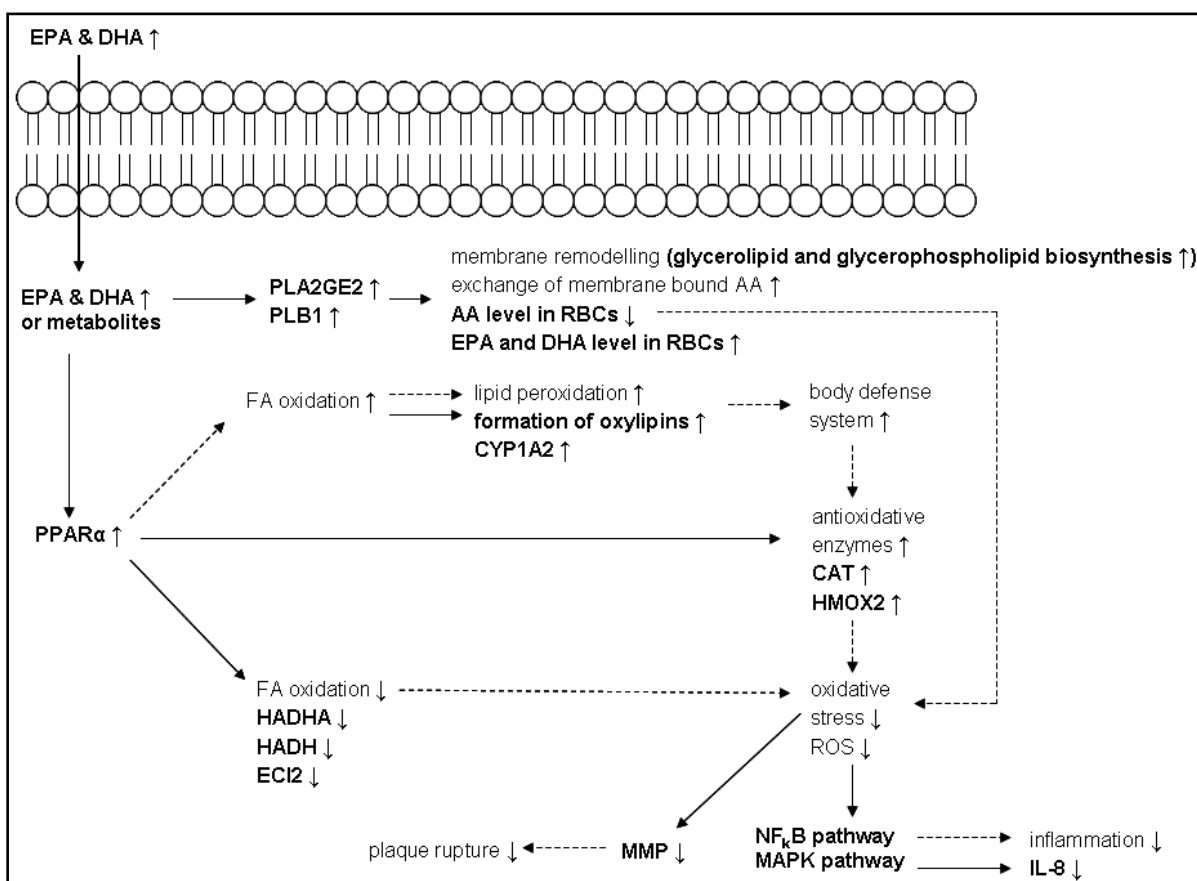 EPA & DHA ↑
membrane remodelling (glycerolipid and glycerophospholipid biosynthesis ↑)
exchange of membrane bound AA ↑
AA level in RBCs ↓
EPA and DHA level in RBCs ↑
EPA & DHA ↑
or metabolites
PLA2GE2 ↑
PLB1 ↑
FA oxidation ↑
lipid peroxidation ↑
formation of oxylipins ↑
CYP1A2 ↑
body defense
system ↑
PPARα ↑
antioxidative
enzymes ↑
CAT ↑
HMOX2 ↑
FA oxidation ↓
HADHA ↓
HADH ↓
ECI2 ↓
oxidative
stress ↓
ROS ↓
plaque rupture ↓
MMP ↓
NFκB pathway
MAPK pathway
inflammation ↓
IL-8 ↓